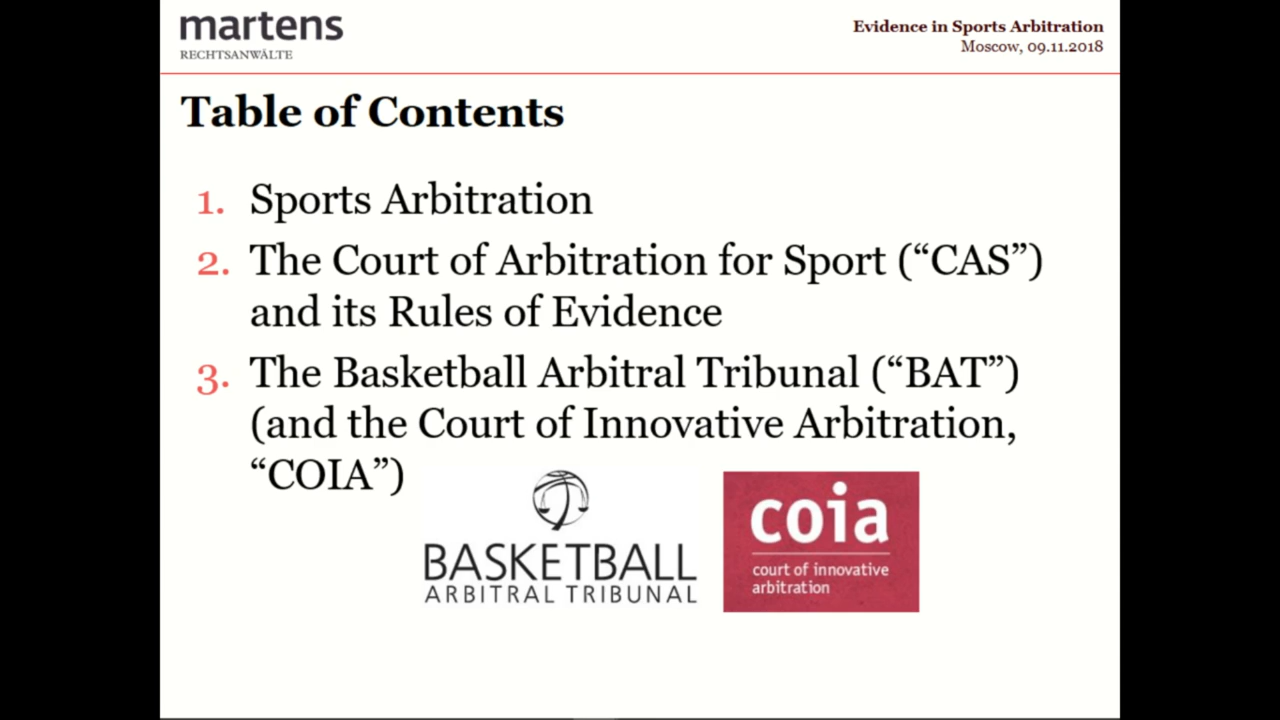 martens
RECHTSANWÄLTE
Evidence in Sports Arbitration
Moscow, 09.11.2018
Table of Contents
1. Sports Arbitration
2. The Court of Arbitration for Sport (“CAS”)
and its Rules of Evidence
3. The Basketball Arbitral Tribunal (“BAT”)
(and the Court of Innovative Arbitration,
“COIA”)
BASKETBALL
ARBITRAL TRIBUNAL
coia
court of innovative
arbitration